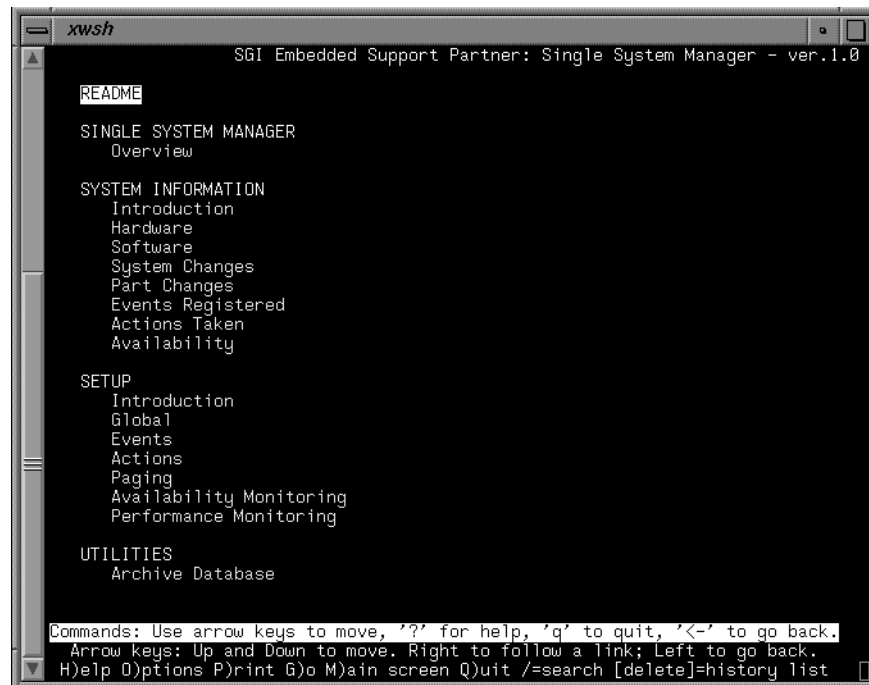 xwsh
SGI Embedded Support Partner: Single System Manager - ver.1.0
README
SINGLE SYSTEM MANAGER
Overview
SYSTEM INFORMATION
Introduction
Hardware
Software
System Changes
Part Changes
Events Registered
Actions Taken
Availability
SETUP
Introduction
Global
Events
Actions
Paging
Availability Monitoring
Performance Monitoring
UTILITIES
Archive Database
Commands: Use arrow keys to move, '?' for help, 'q' to quit, '<-' to go back.
Arrow keys: Up and Down to move. Right to follow a link; Left to go back.
H)elp O)ptions P)rint G)o M)ain screen Q)uit /=search [delete]=history list